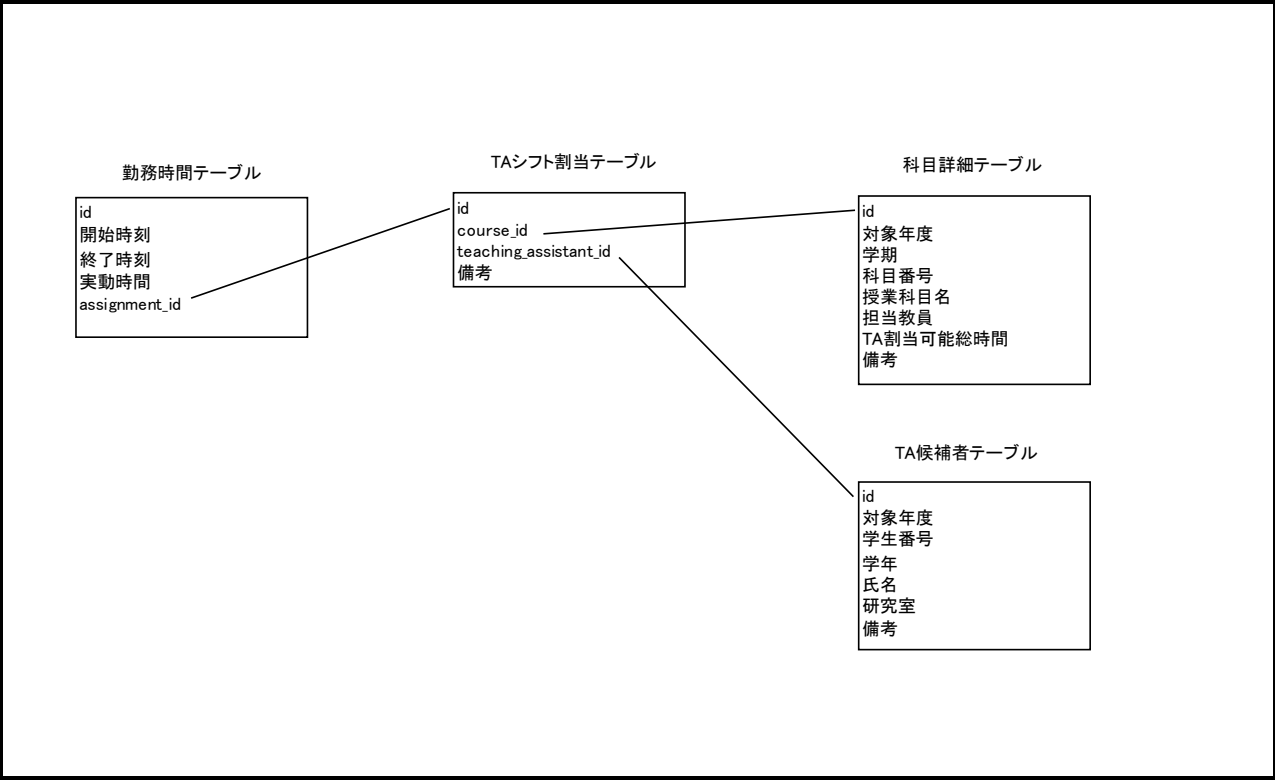 勤務時間テーブル
id
開始時刻
終了時刻
実動時間
assignment_id
TAシフト割当テーブル
id
course_id
teaching_assistant_id
備考
科目詳細テーブル
id
対象年度
学期
科目番号
授業科目名
担当教員
TA割当可能総時間
備考
TA候補者テーブル
id
対象年度
学生番号
学年
氏名
研究室
備考